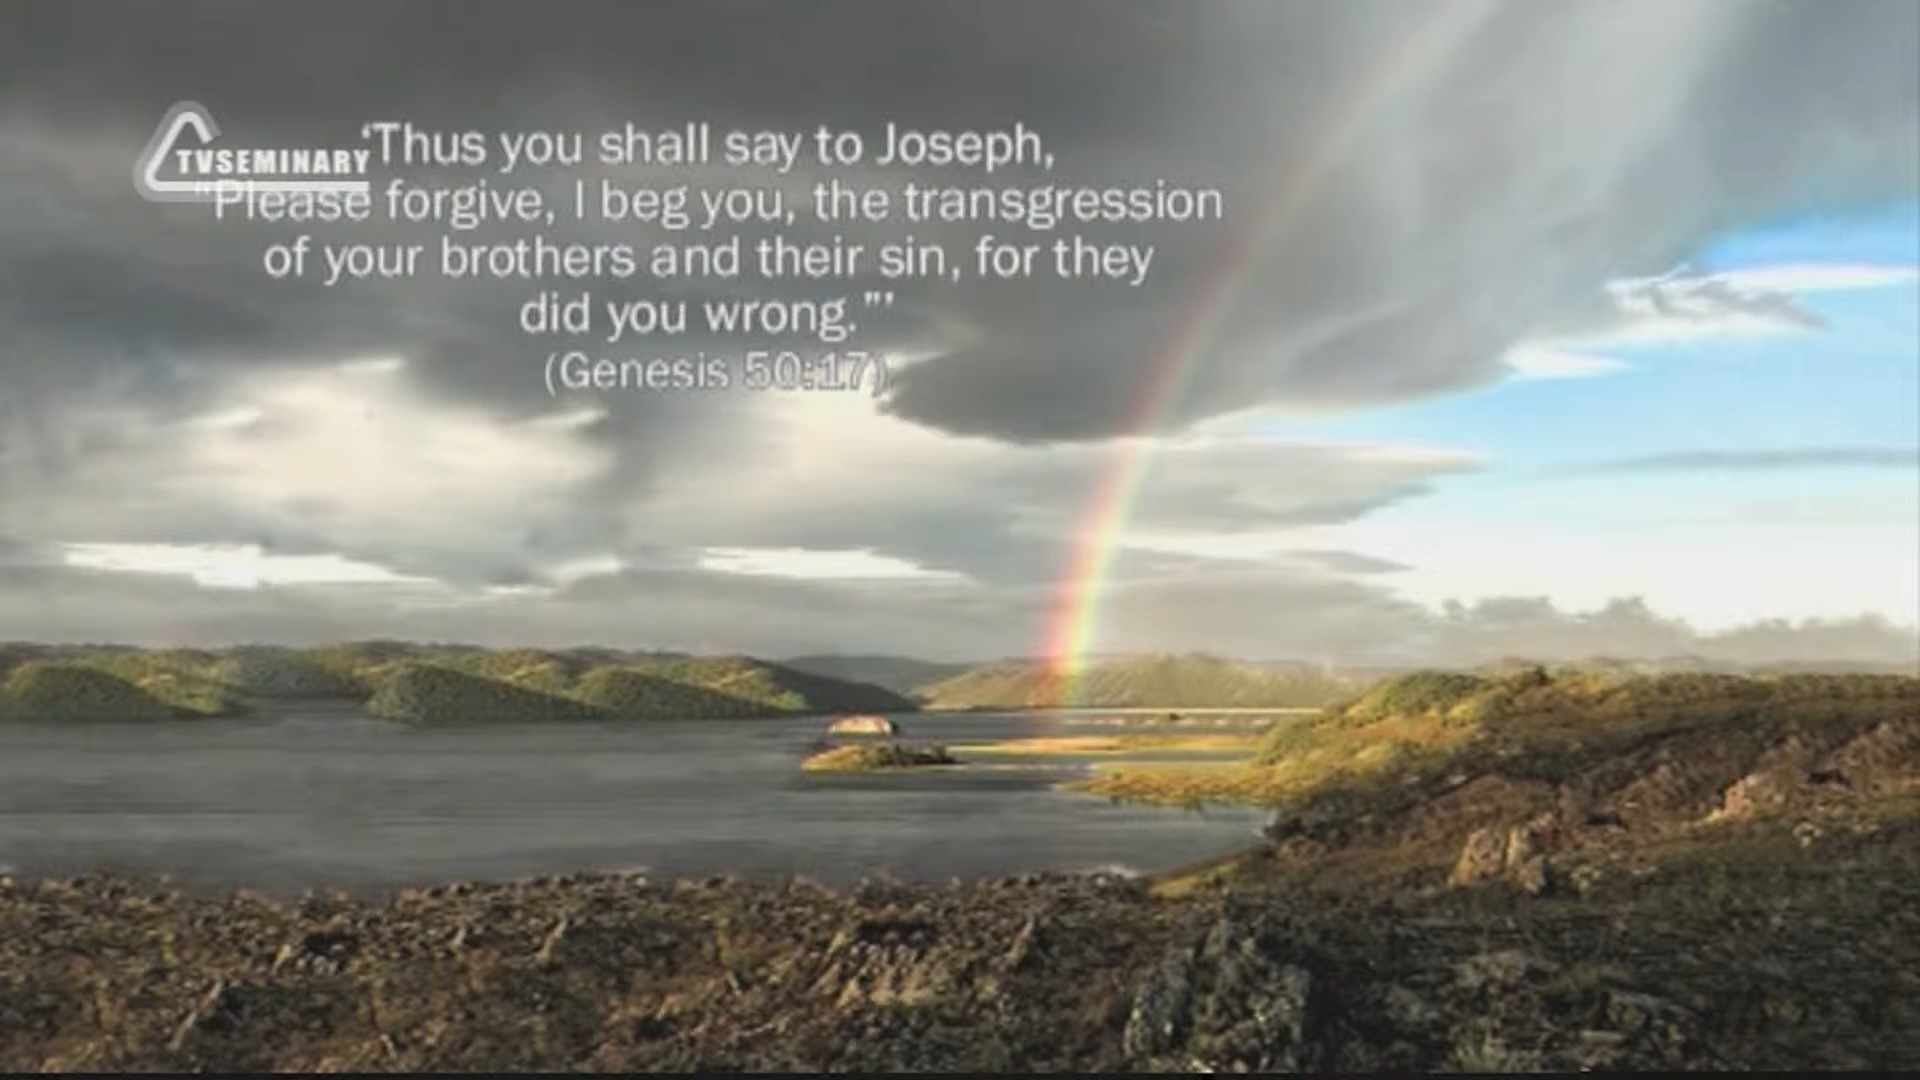 TVSEMINARY
‘Thus you shall say to Joseph,
“Please forgive, I beg you, the transgression
of your brothers and their sin, for they
did you wrong.”’
(Genesis 50:17)